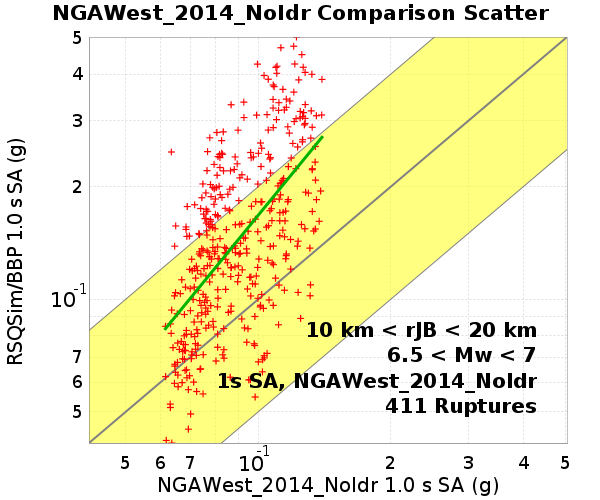 NGAWest_2014_NoIdr Comparison Scatter
RSQSim/BBP 1.0 s SA (g)
5
4
3
2
10^-1
7
6
5
10 km < rJB < 20 km
6.5 < Mw < 7
1s SA, NGAWest_2014_NoIdr
411 Ruptures
5 6 7 10^-1 2 3 4 5
NGAWest_2014_NoIdr 1.0 s SA (g)